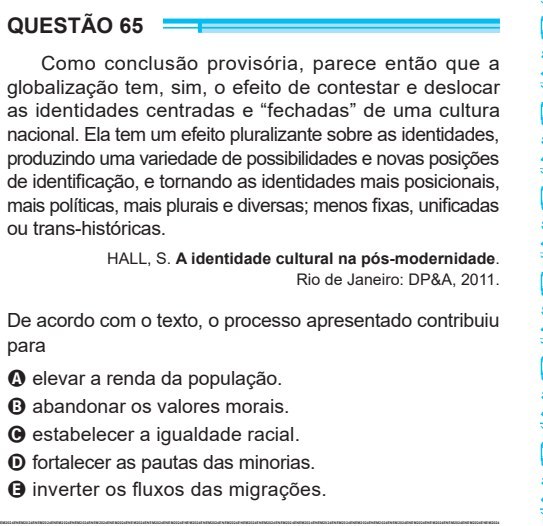 QUESTÃO 65
Como conclusão provisória, parece então que a
globalização tem, sim, o efeito de contestar e deslocar
as identidades centradas e “fechadas” de uma cultura
nacional. Ela tem um efeito pluralizante sobre as identidades,
produzindo uma variedade de possibilidades e novas posições
de identificação, e tornando as identidades mais posicionais,
mais políticas, mais plurais e diversas; menos fixas, unificadas
ou trans-históricas.
HALL, S. A identidade cultural na pós-modernidade.
Rio de Janeiro: DP&A, 2011.
De acordo com o texto, o processo apresentado contribuiu
para
A elevar a renda da população.
B abandonar os valores morais.
C estabelecer a igualdade racial.
D fortalecer as pautas das minorias.
E inverter os fluxos das migrações.